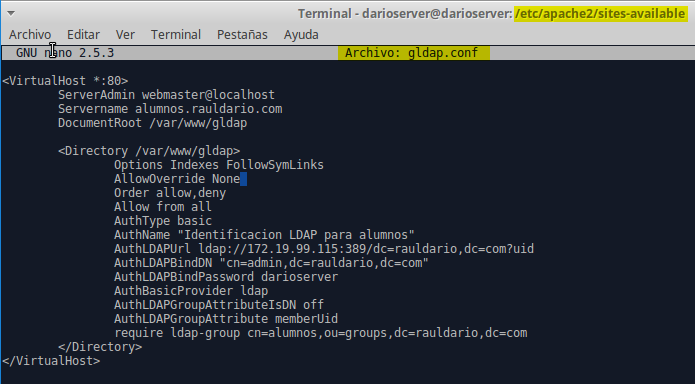 Terminal - darioserver@darioserver: /etc/apache2/sites-available
Archivo Editar Ver Terminal Pestañas Ayuda
GNU nano 2.5.3 Archivo: gldap.conf
<VirtualHost *:80>
ServerAdmin webmaster@localhost
Servername alumnos.rauldario.com
DocumentRoot /var/www/gldap
<Directory /var/www/gldap>
Options Indexes FollowSymLinks
AllowOverride None
Order allow,deny
Allow from all
AuthType basic
AuthName "Identificacion LDAP para alumnos"
AuthLDAPUrl ldap://172.19.99.115:389/dc=rauldario,dc=com?uid
AuthLDAPBindDN "cn=admin,dc=rauldario,dc=com"
AuthLDAPBindPassword darioserver
AuthBasicProvider ldap
AuthLDAPGroupAttributeIsDN off
AuthLDAPGroupAttribute memberUid
require ldap-group cn=alumnos,ou=groups,dc=rauldario,dc=com
</Directory>
</VirtualHost>